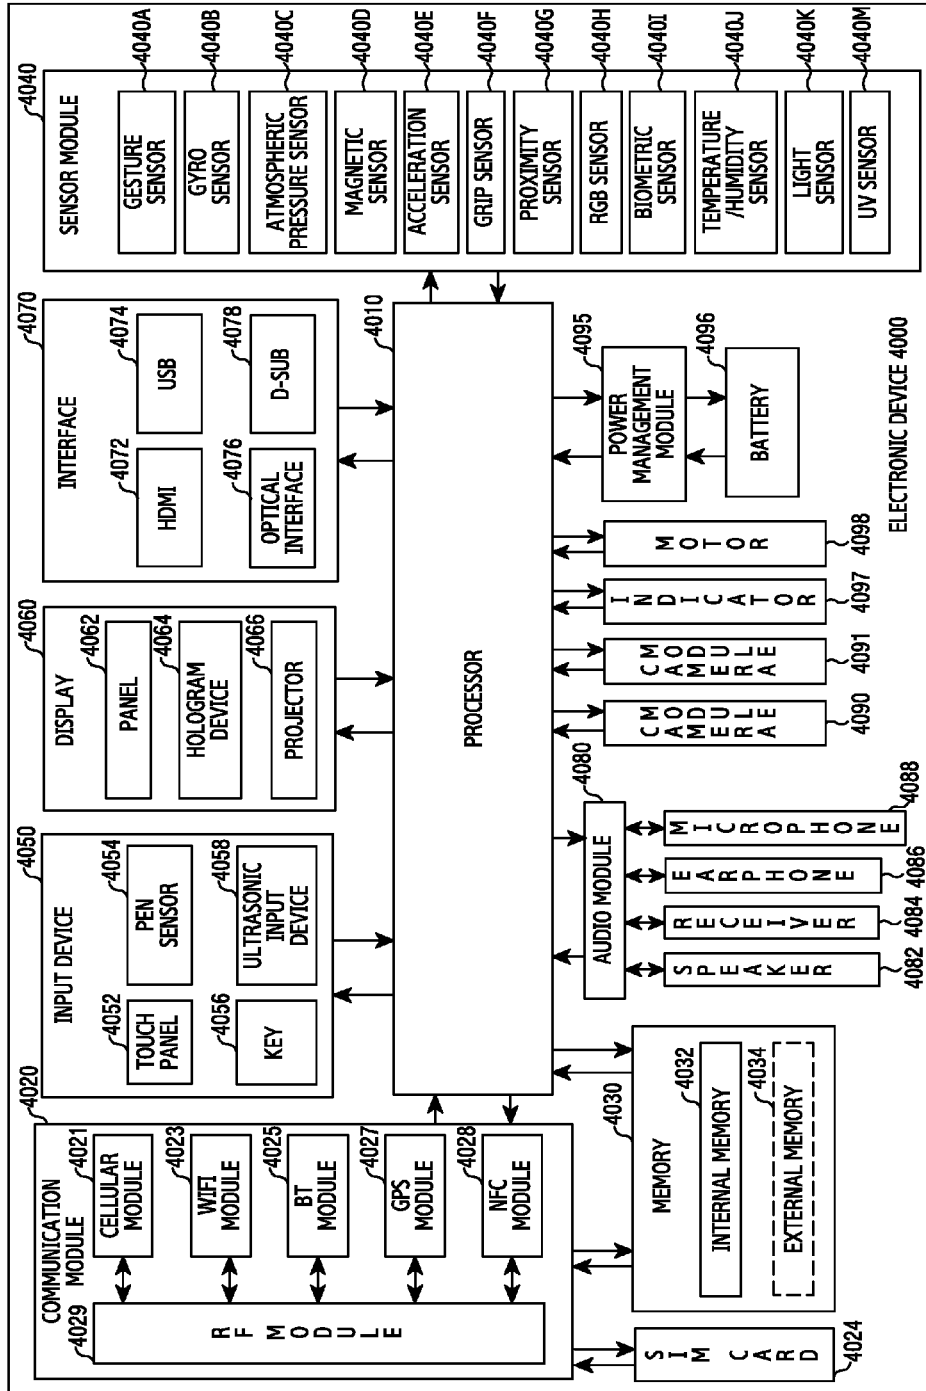 ELECTRONIC DEVICE 4000
COMMUNICATION
MODULE
4020
4029
RF MODULE
CELLULAR
MODULE
4021
WIFI
MODULE
4023
BT
MODULE
4025
GPS
MODULE
4027
NFC
MODULE
4028
SIM CARD
4024
MEMORY
4030
INTERNAL MEMORY
4032
EXTERNAL MEMORY
4034
INPUT DEVICE
4050
4052
TOUCH
PANEL
4054
PEN
SENSOR
4056
KEY
4058
ULTRASONIC
INPUT
DEVICE
DISPLAY
4060
4062
PANEL
4064
HOLOGRAM
DEVICE
4066
PROJECTOR
INTERFACE
4070
4072
HDMI
4074
USB
4076
OPTICAL
INTERFACE
4078
D-SUB
PROCESSOR
4010
SENSOR MODULE
4040
GESTURE
SENSOR
4040A
GYRO
SENSOR
4040B
ATMOSPHERIC
PRESSURE SENSOR
4040C
MAGNETIC
SENSOR
4040D
ACCELERATION
SENSOR
4040E
GRIP SENSOR
4040F
PROXIMITY
SENSOR
4040G
RGB SENSOR
4040H
BIOMETRIC
SENSOR
4040I
TEMPERATURE
/HUMIDITY
SENSOR
4040J
LIGHT
SENSOR
4040K
UV SENSOR
4040M
AUDIO MODULE
4080
SPEAKER
4082
RECEIVER
4084
EARPHONE
4086
MICROPHONE
4088
CAMERA
MODULE
4090
CAMERA
MODULE
4091
INDICATOR
4097
MOTOR
4098
POWER
MANAGEMENT
MODULE
4095
BATTERY
4096